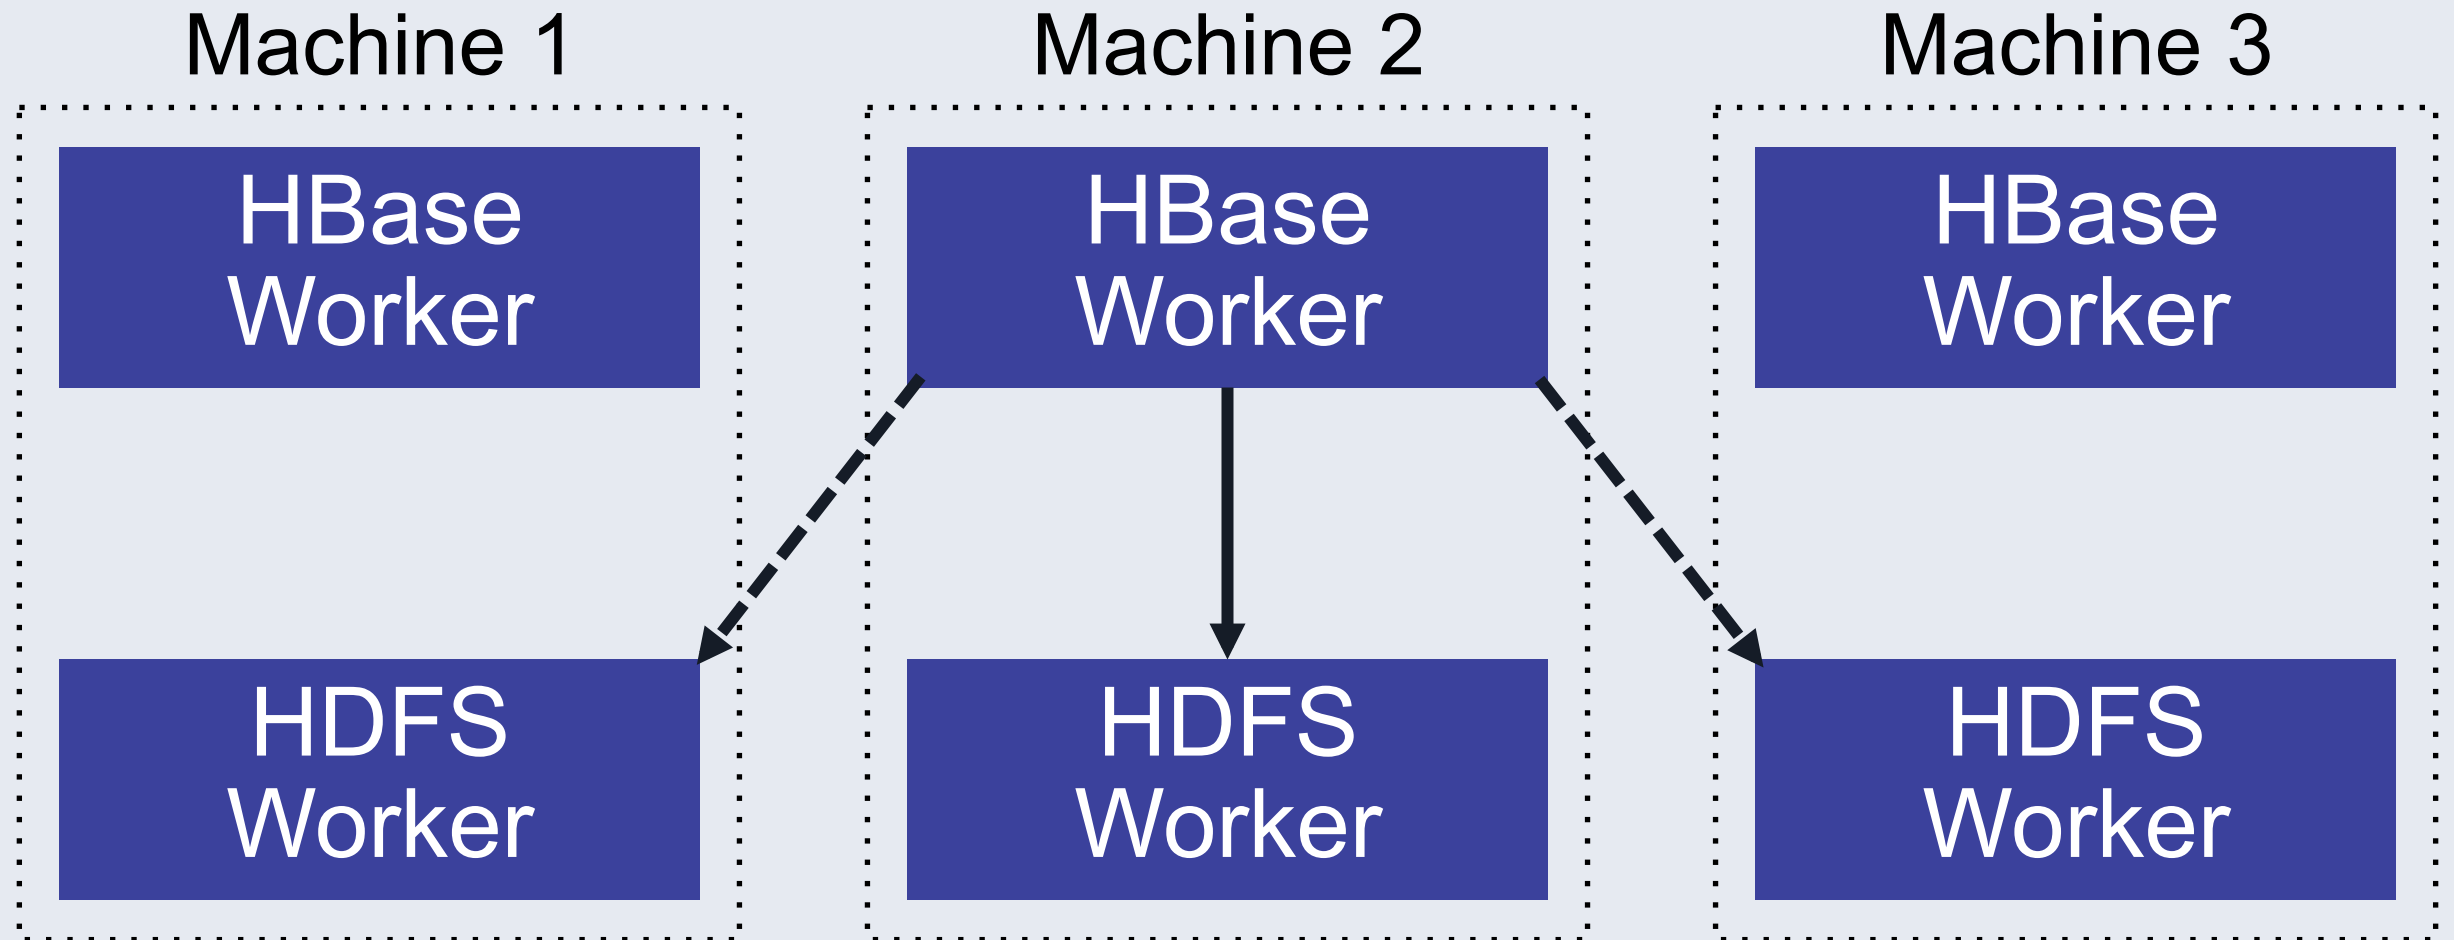 Machine 1
Machine 2
Machine 3
HBase
Worker
HBase
Worker
HBase
Worker
HDFS
Worker
HDFS
Worker
HDFS
Worker